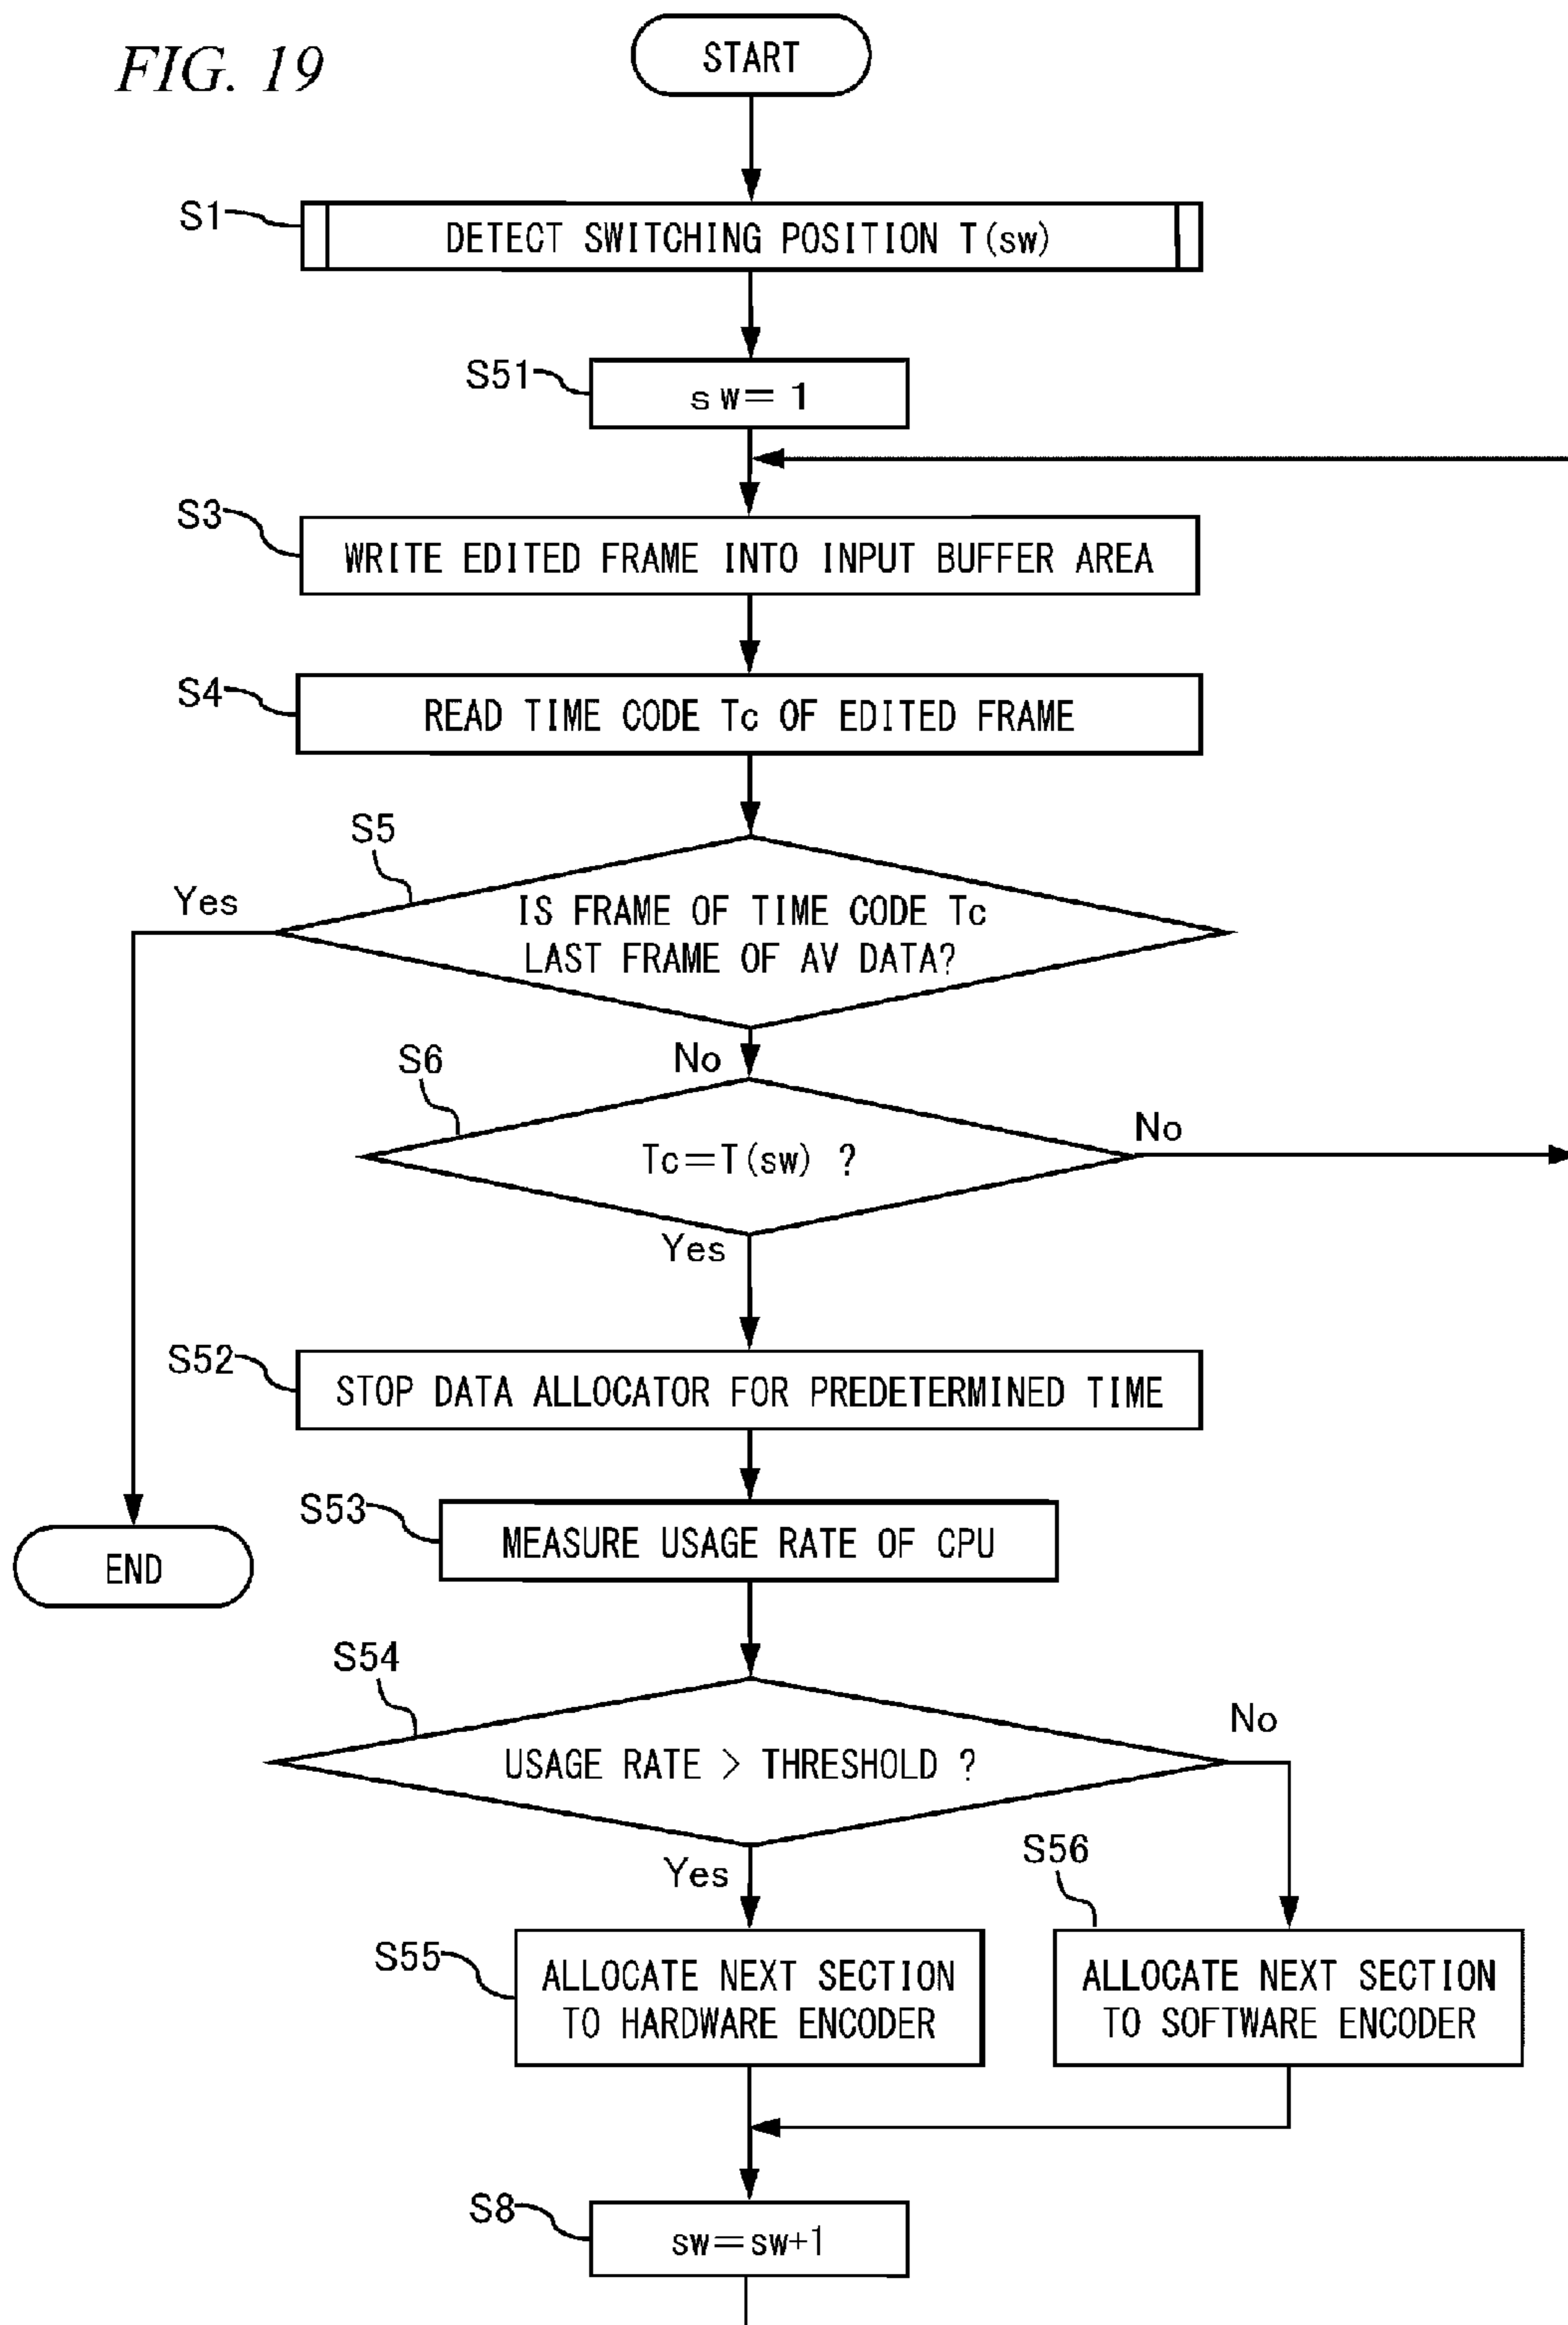 FIG. 19
START
S1
DETECT SWITCHING POSITION T(sw)
S51
sw=1
S3
WRITE EDITED FRAME INTO INPUT BUFFER AREA
S4
READ TIME CODE Tc OF EDITED FRAME
S5
Yes
IS FRAME OF TIME CODE Tc
LAST FRAME OF AV DATA?
No
S6
Tc=T(sw) ?
No
Yes
S52
STOP DATA ALLOCATOR FOR PREDETERMINED TIME
S53
MEASURE USAGE RATE OF CPU
END
S54
USAGE RATE > THRESHOLD ?
No
Yes
S55
ALLOCATE NEXT SECTION
TO HARDWARE ENCODER
S56
ALLOCATE NEXT SECTION
TO SOFTWARE ENCODER
S8
sw=sw+1